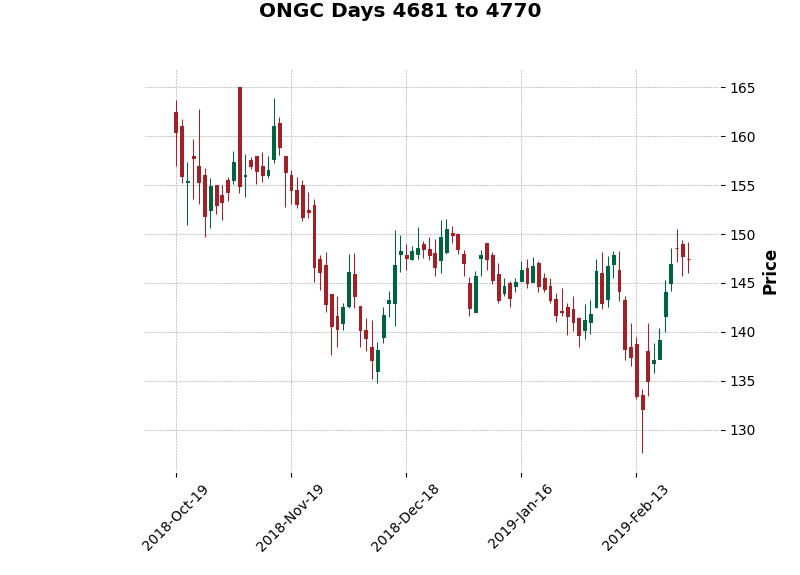 ONGC Days 4681 to 4770
165
160
155
150
145
140
135
130
Price
2018-Oct-19
2018-Nov-19
2018-Dec-18
2019-Jan-16
2019-Feb-13